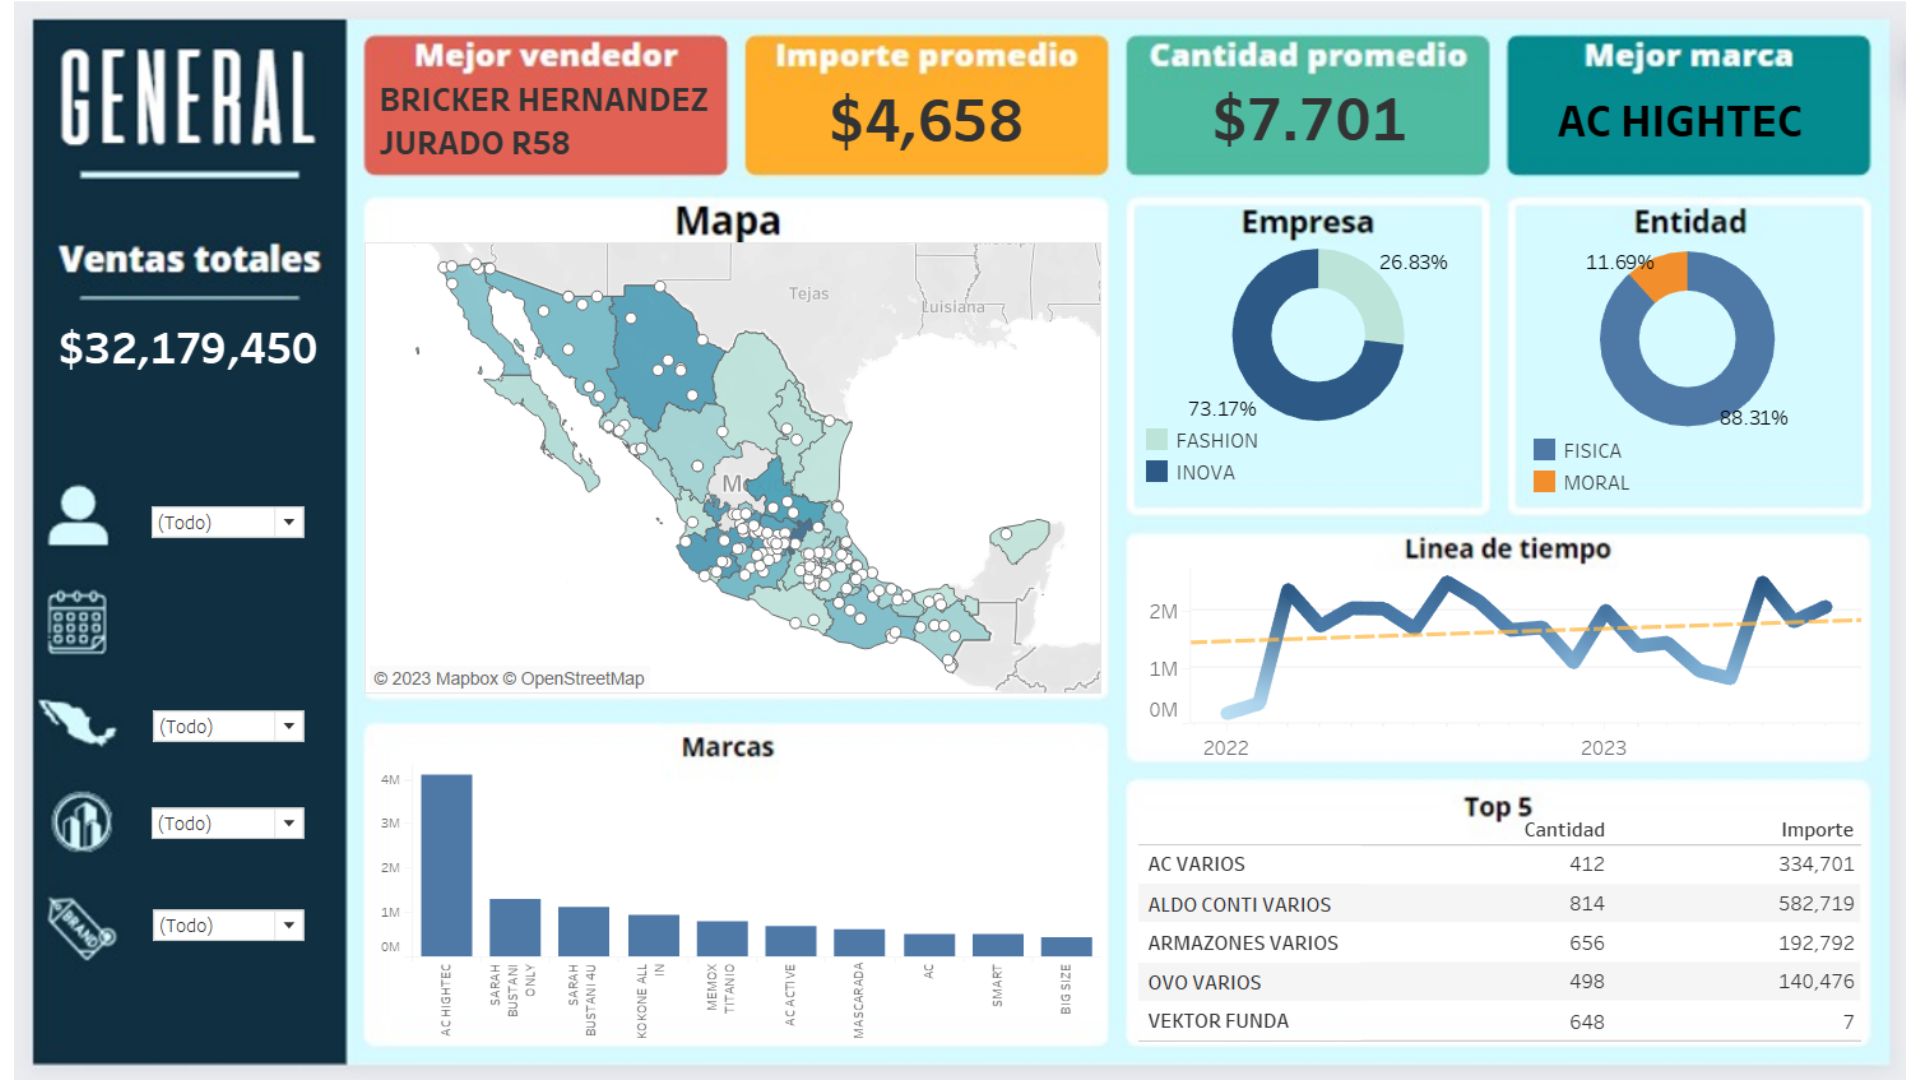 GENERAL
Ventas totales
$32,179,450
(Todo)
(Todo)
(Todo)
BRAND
(Todo)
Mejor vendedor
BRICKER HERNANDEZ
JURADO R58
Importe promedio
$4,658
Cantidad promedio
$7.701
Mejor marca
AC HIGHTEC
Mapa
Tejas
Luisiana
© 2023 Mapbox © OpenStreetMap
Empresa
26.83%
73.17%
FASHION
INOVA
Entidad
11.69%
88.31%
FISICA
MORAL
Linea de tiempo
2M
1M
0M
2022
2023
Marcas
4M
3M
2M
1M
0M
AC HIGHTEC
SARAH
BUSTANI
ONLY
SARAH
BUSTANI 4U
KOKONE ALL
IN
MEMOX
TITANIO
AC ACTIVE
MASCARADA
AC
SMART
BIG SIZE
Top 5
Cantidad Importe
AC VARIOS 412 334,701
ALDO CONTI VARIOS 814 582,719
ARMAZONES VARIOS 656 192,792
OVO VARIOS 498 140,476
VEKTOR FUNDA 648 7